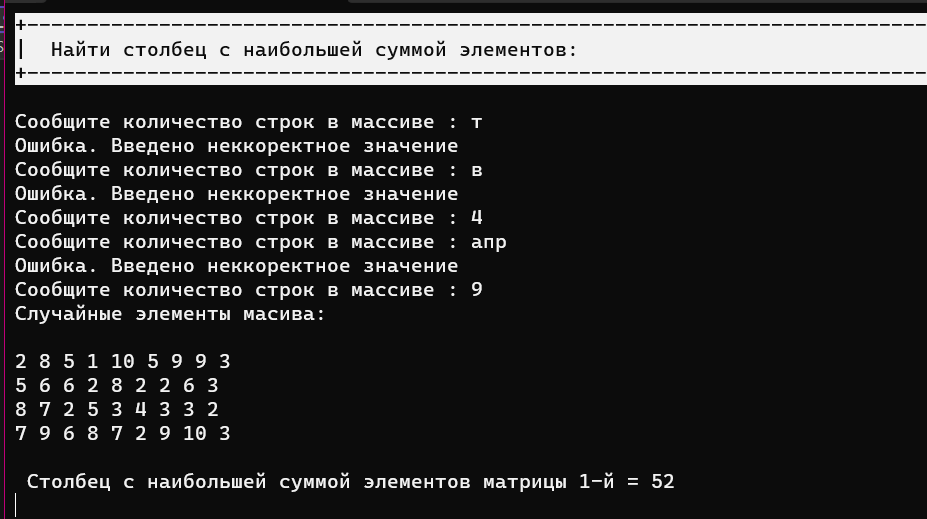 +---------------------------------------------------------------------------
|  Найти столбец с наибольшей суммой элементов:
+---------------------------------------------------------------------------
Сообщите количество строк в массиве : т
Ошибка. Введено неккоректное значение
Сообщите количество строк в массиве : в
Ошибка. Введено неккоректное значение
Сообщите количество строк в массиве : 4
Сообщите количество строк в массиве : апр
Ошибка. Введено неккоректное значение
Сообщите количество строк в массиве : 9
Случайные элементы масива:
2 8 5 1 10 5 9 9 3
5 6 6 2 8 2 2 6 3
8 7 2 5 3 4 3 3 2
7 9 6 8 7 2 9 10 3
Столбец с наибольшей суммой элементов матрицы 1-й = 52